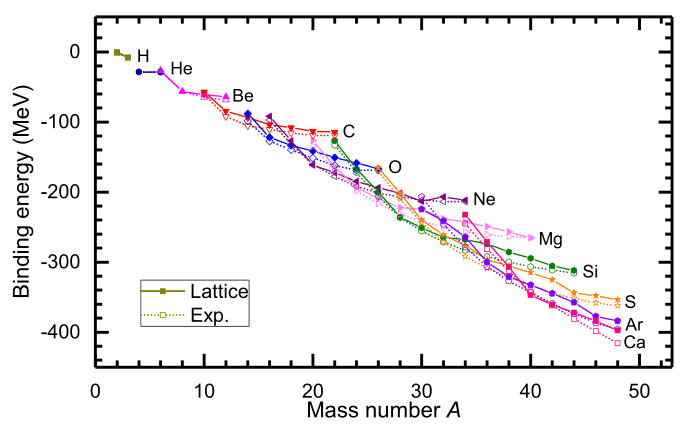 0
-100
-200
-300
-400
Binding energy (MeV)
H
He
Be
C
O
Ne
Mg
Si
S
Ar
Ca
Lattice
Exp.
0 10 20 30 40 50
Mass number A